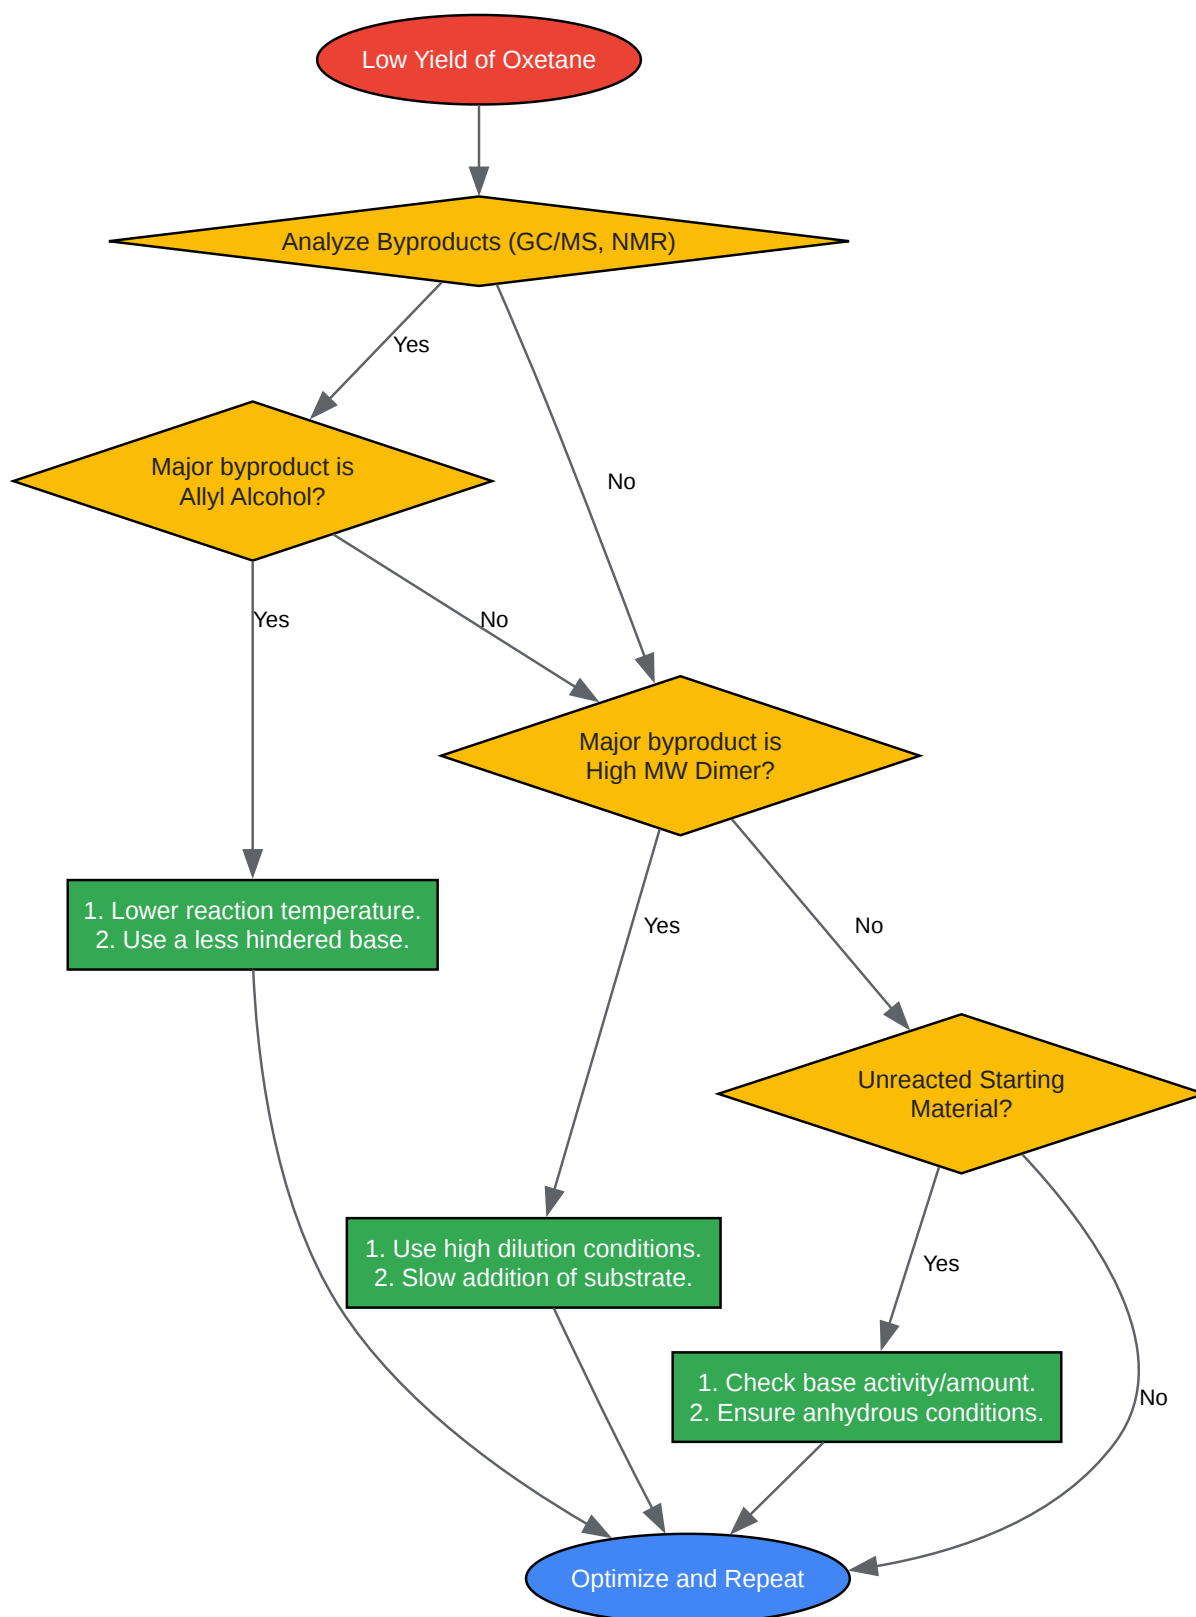 Low Yield of Oxetane
Analyze Byproducts (GC/MS, NMR)
Yes
Major byproduct is
Allyl Alcohol?
No
Yes
No
Major byproduct is
High MW Dimer?
1. Lower reaction temperature.
2. Use a less hindered base.
Yes
No
Unreacted Starting
Material?
1. Use high dilution conditions.
2. Slow addition of substrate.
Yes
1. Check base activity/amount.
2. Ensure anhydrous conditions.
No
Optimize and Repeat